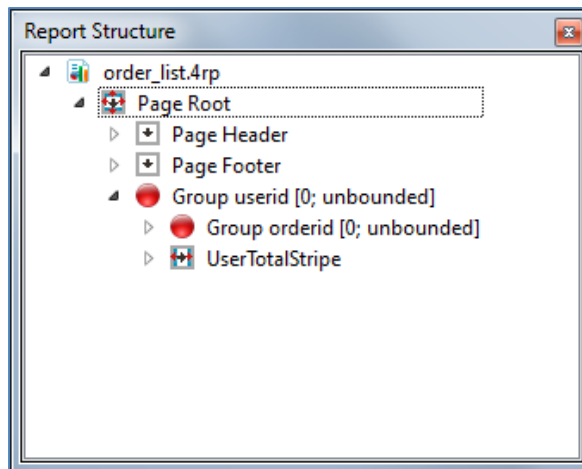 Report Structure
order_list.4rp
Page Root
Page Header
Page Footer
Group userid [0; unbounded]
Group orderid [0; unbounded]
UserTotalStripe